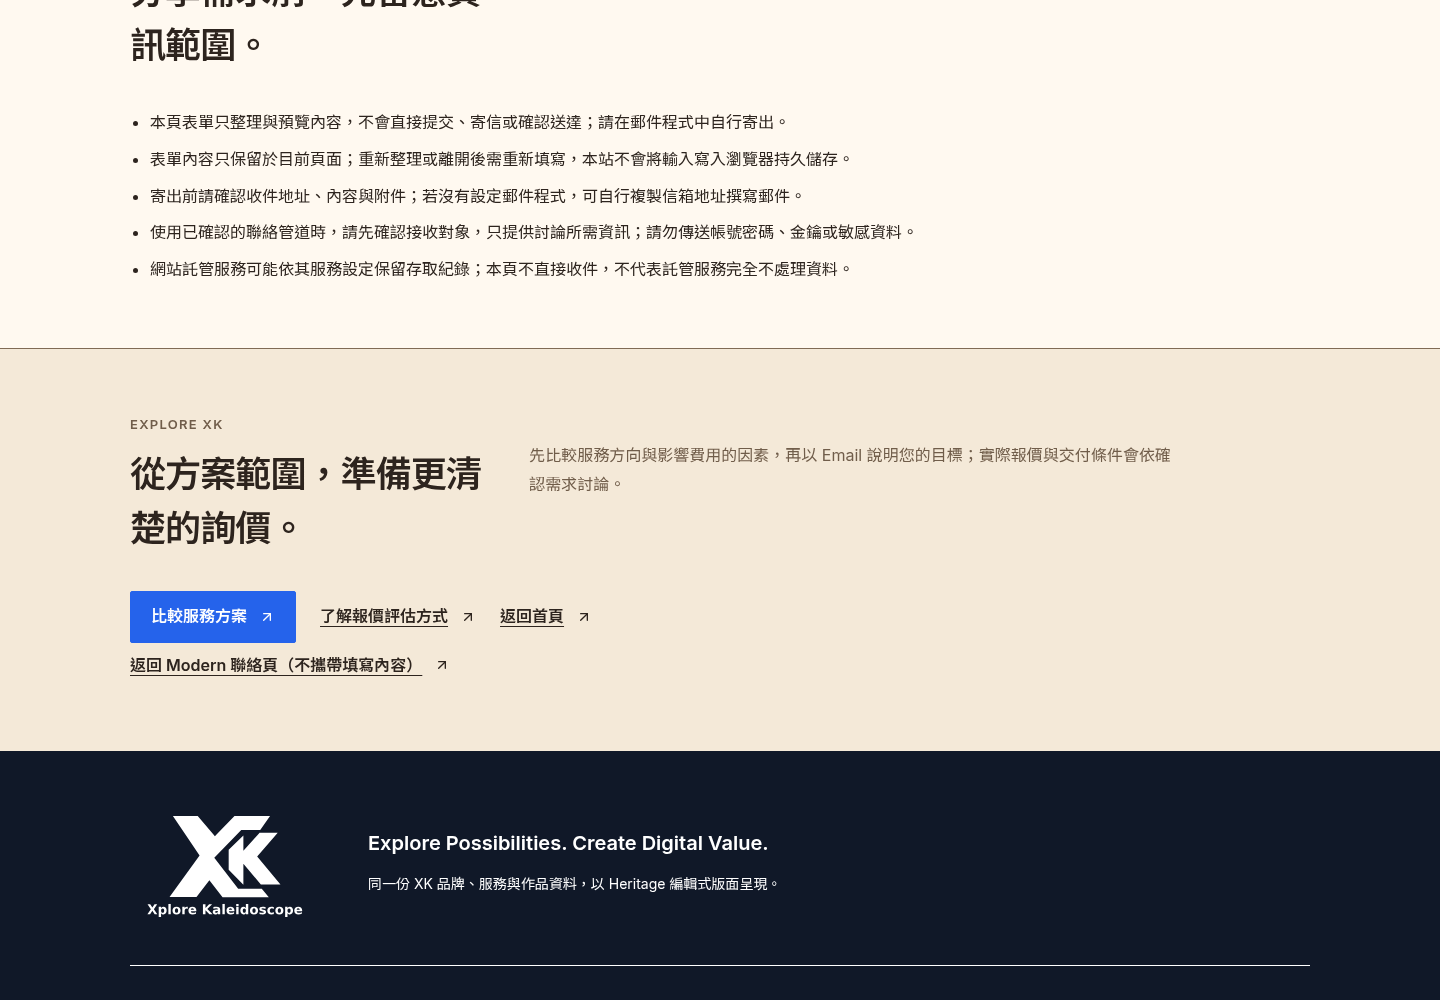 訊範圍。
本頁表單只整理與預覽內容，不會直接提交、寄信或確認送達；請在郵件程式中自行寄出。
表單內容只保留於目前頁面；重新整理或離開後需重新填寫，本站不會將輸入寫入瀏覽器持久儲存。
寄出前請確認收件地址、內容與附件；若沒有設定郵件程式，可自行複製信箱地址撰寫郵件。
使用已確認的聯絡管道時，請先確認接收對象，只提供討論所需資訊；請勿傳送帳號密碼、金鑰或敏感資料。
網站託管服務可能依其服務設定保留存取紀錄；本頁不直接收件，不代表託管服務完全不處理資料。
EXPLORE XK
從方案範圍，準備更清
楚的詢價。
先比較服務方向與影響費用的因素，再以 Email 說明您的目標；實際報價與交付條件會依確
認需求討論。
比較服務方案
了解報價評估方式
返回首頁
返回 Modern 聯絡頁（不攜帶填寫內容）
XK
Xplore Kaleidoscope
Explore Possibilities. Create Digital Value.
同一份 XK 品牌、服務與作品資料，以 Heritage 編輯式版面呈現。